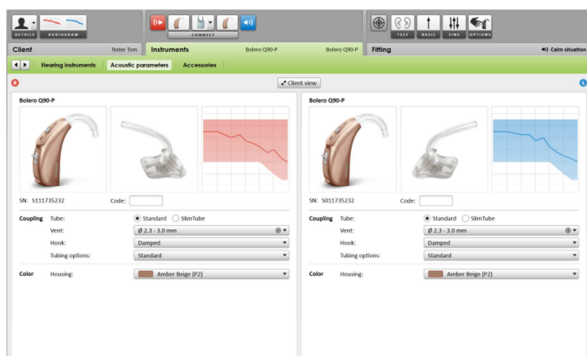 DETAILS
AUDIOGRAM
CONNECT
TEST BASIC FINE OPTIONS
Client Tester Tom Instruments Bolero Q90-P Bolero Q90-P Fitting Calm situation
Hearing instruments Acoustic parameters Accessories
Client view
Bolero Q90-P Bolero Q90-P
SN: S111735232 Code: SN: S011735232 Code:
Coupling Tube: Standard SlimTube Coupling Tube: Standard SlimTube
Vent: Ø 2.3 - 3.0 mm Vent: Ø 2.3 - 3.0 mm
Hook: Damped Hook: Damped
Tubing options: Standard Tubing options: Standard
Color Housing: Amber Beige (P2) Color Housing: Amber Beige (P2)